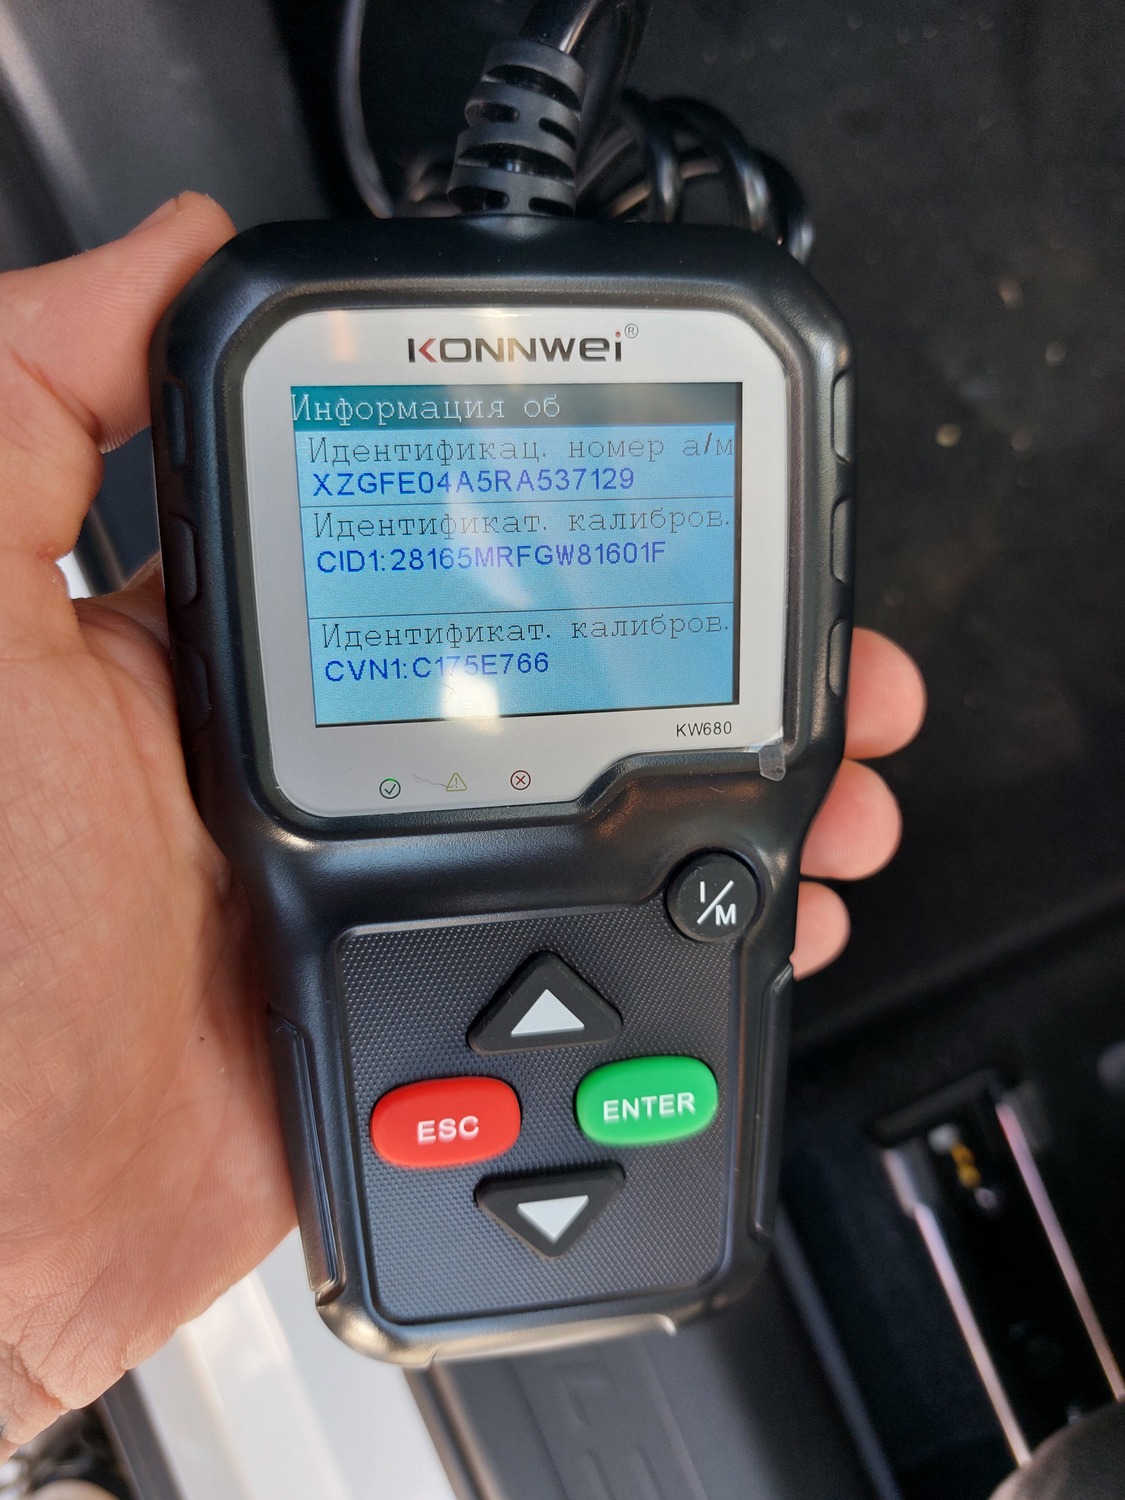 KONNWEI®
Информация об
Идентификац. номер а/м
XZGFE04A5RA537129
Идентификат. калибров.
CID1:28165MRFGW81601F
Идентификат. калибров.
CVN1:C175E766
KW680
I/M
ESC
ENTER